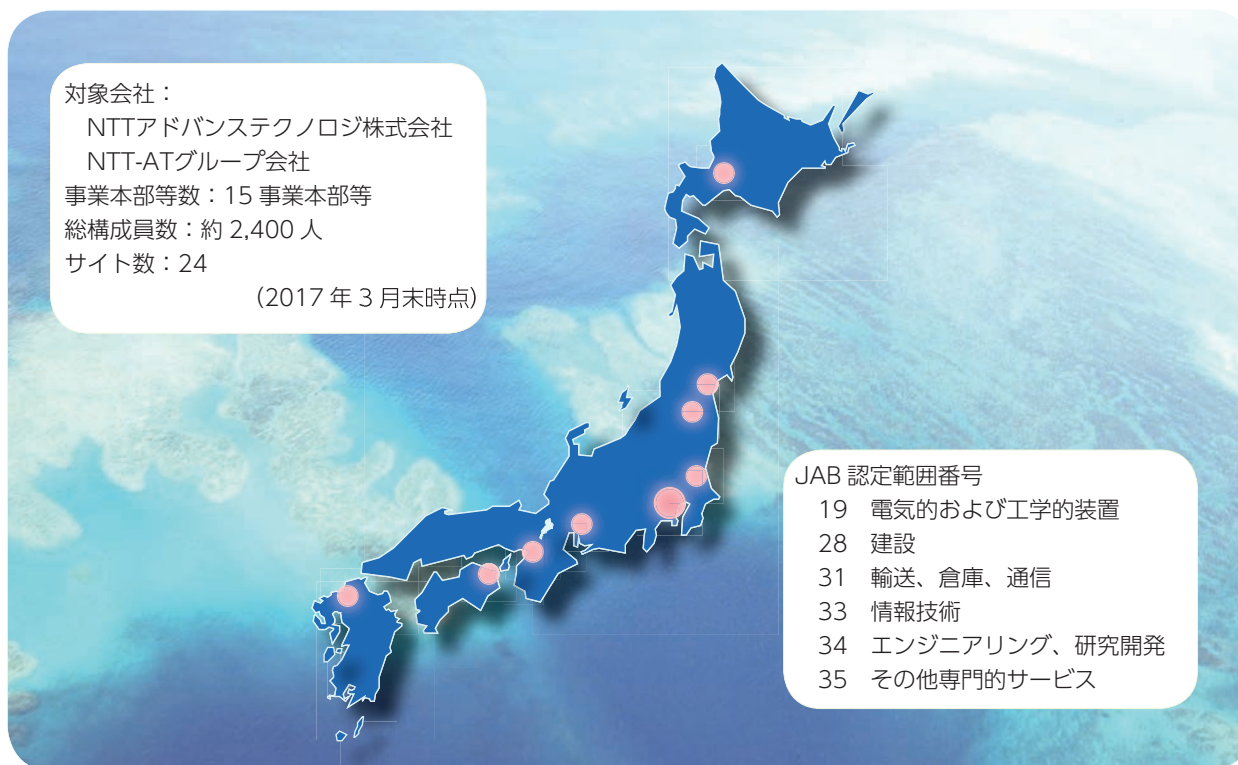 対象会社：
NTTアドバンステクノロジ株式会社
NTT-ATグループ会社
事業本部等数：15 事業本部等
総構成員数：約 2,400 人
サイト数：24
(2017 年 3 月末時点)
JAB 認定範囲番号
19 電気的および工学的装置
28 建設
31 輸送、倉庫、通信
33 情報技術
34 エンジニアリング、研究開発
35 その他専門的サービス